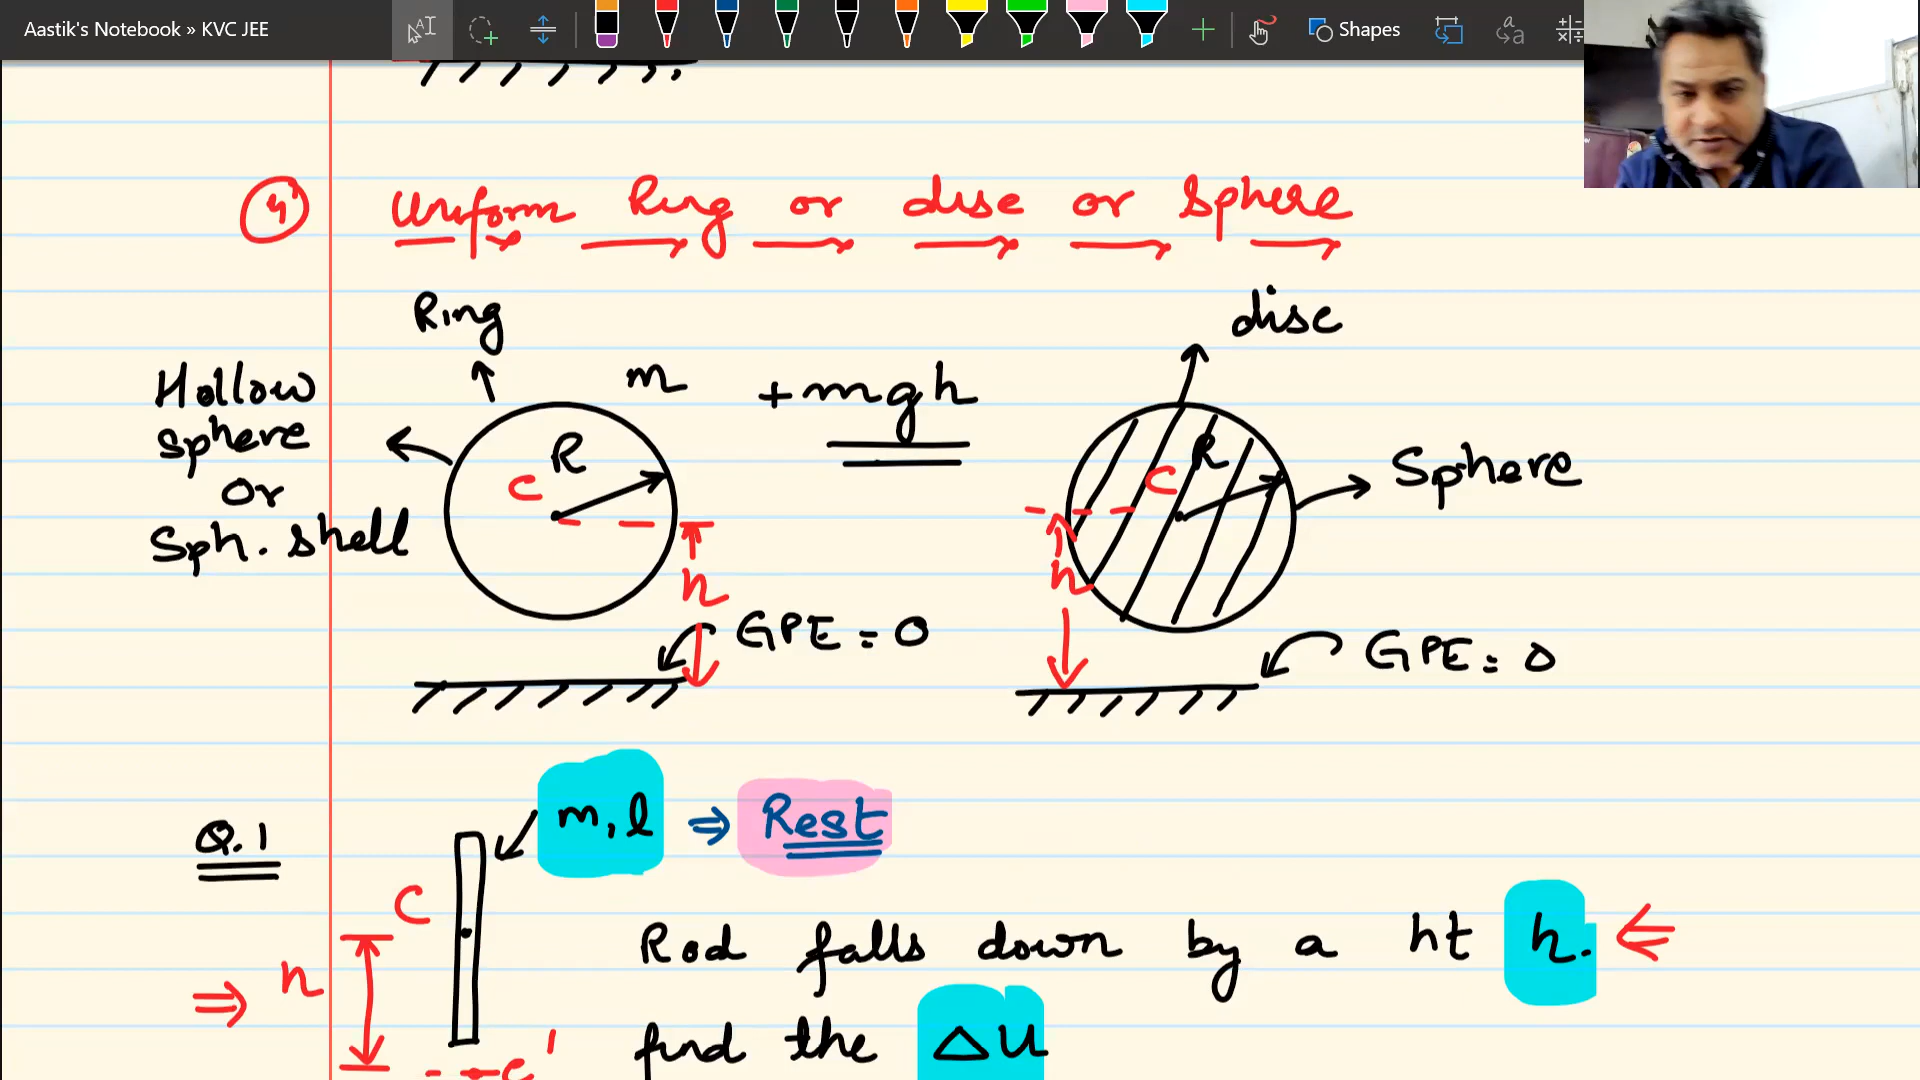 Aastik's Notebook » KVC JEE
Shapes
4 Uniform Ring or disc or Sphere
Ring
disc
Hollow
Sphere
Or
Sph. shell
m
+mgh
R
C
h
GPE = 0
R
C
h
Sphere
GPE = 0
Q.1
m, l ⇒ Rest
C
⇒ h
Rod falls down by a ht h. ⇐
C'
find the ΔU